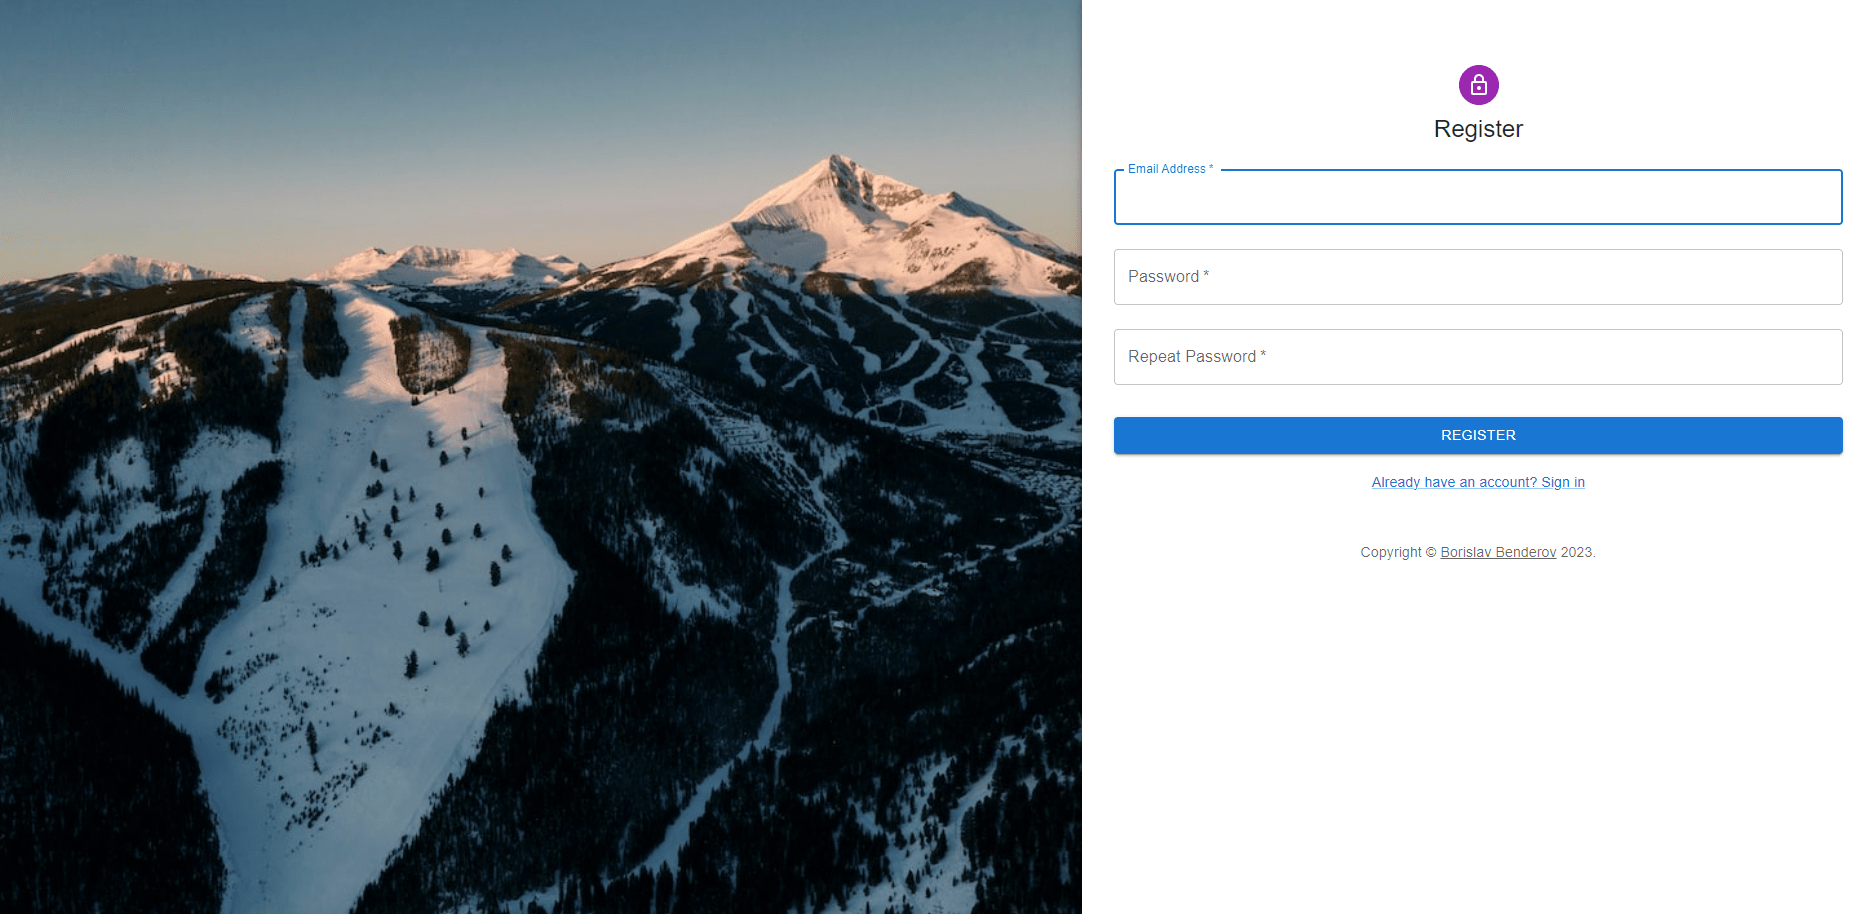 Register
Email Address *
Password *
Repeat Password *
REGISTER
Already have an account? Sign in
Copyright © Borislav Benderov 2023.